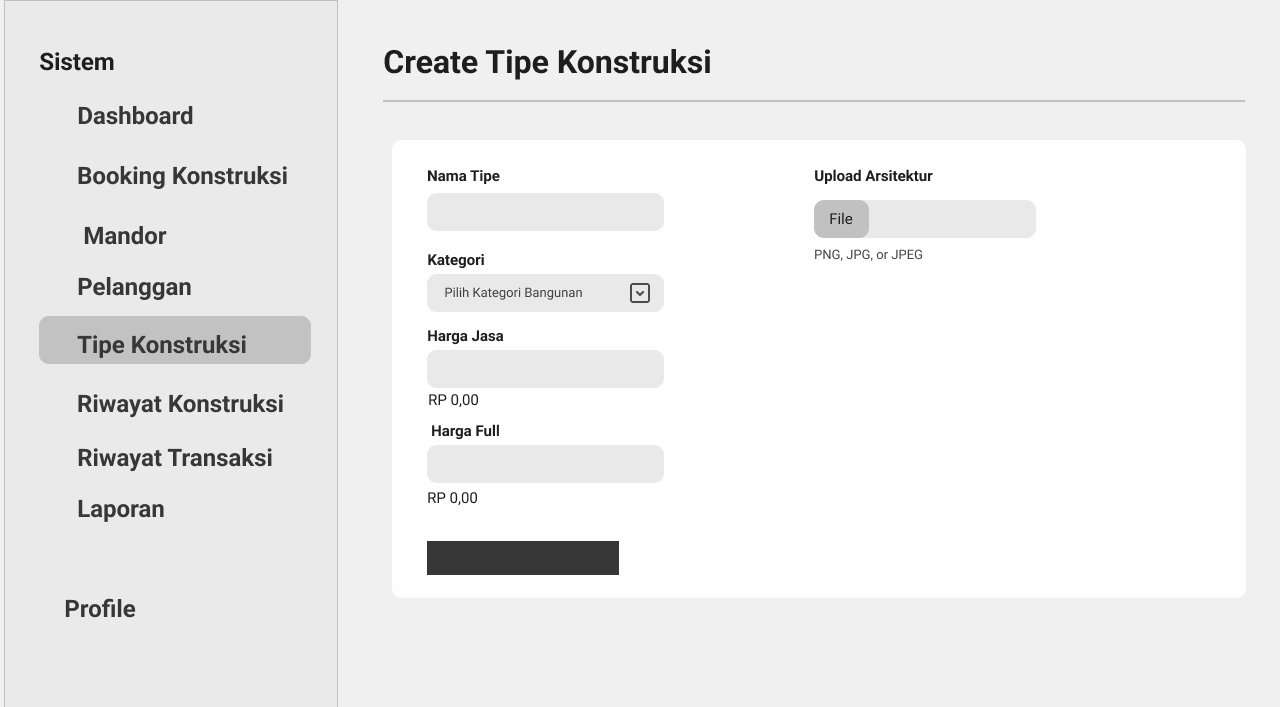 Sistem
Dashboard
Booking Konstruksi
Mandor
Pelanggan
Tipe Konstruksi
Riwayat Konstruksi
Riwayat Transaksi
Laporan
Profile
Create Tipe Konstruksi
Nama Tipe
Kategori
Pilih Kategori Bangunan
Harga Jasa
RP 0,00
Harga Full
RP 0,00
Upload Arsitektur
File
PNG, JPG, or JPEG